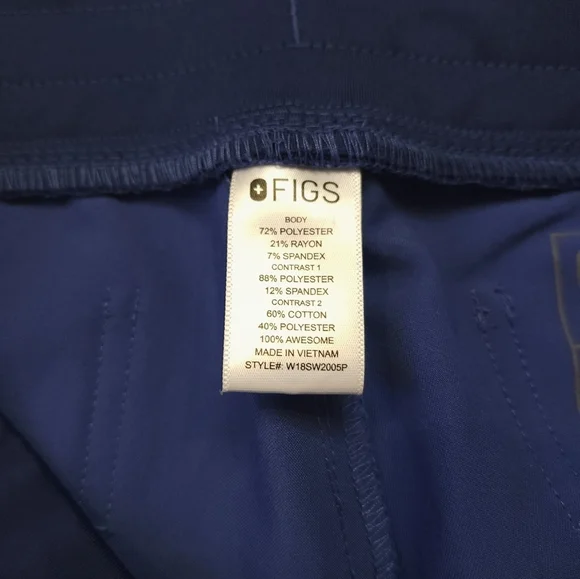 FIGS
BODY
72% POLYESTER
21% RAYON
7% SPANDEX
CONTRAST 1
88% POLYESTER
12% SPANDEX
CONTRAST 2
60% COTTON
40% POLYESTER
100% AWESOME
MADE IN VIETNAM
STYLE#: W18SW2005P